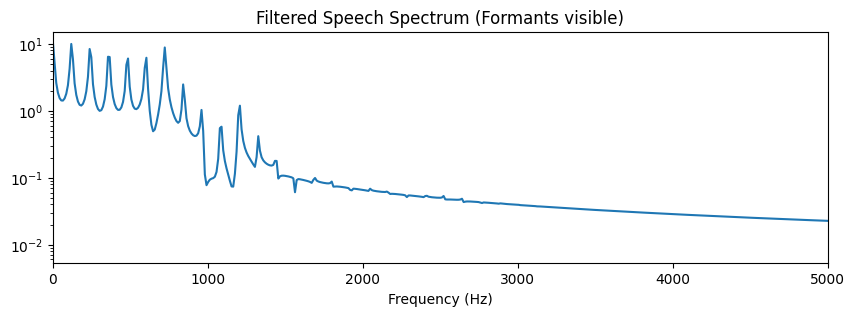 Filtered Speech Spectrum (Formants visible)
10¹
10⁰
10⁻¹
10⁻²
0 1000 2000 3000 4000 5000
Frequency (Hz)